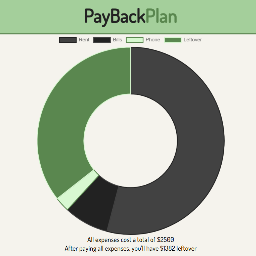 PayBackPlan
Rent Bills Phone Leftover
All expenses cost a total of $2500
After paying all expenses, you'll have $1382 leftover